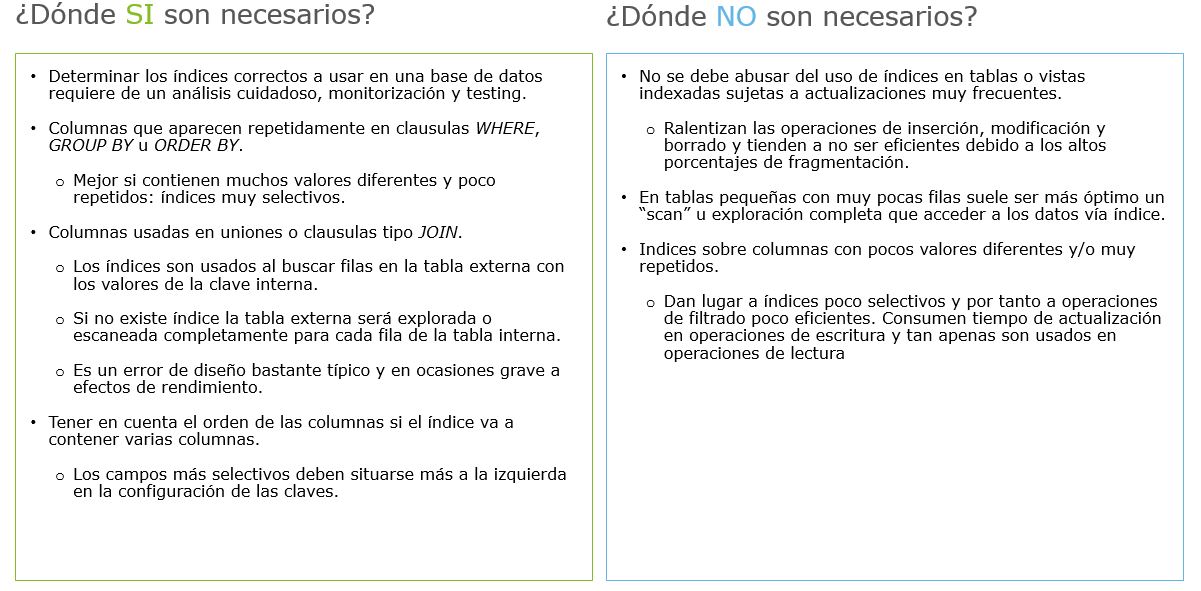 ¿Dónde SI son necesarios?
• Determinar los índices correctos a usar en una base de datos
requiere de un análisis cuidadoso, monitorización y testing.
• Columnas que aparecen repetidamente en clausulas WHERE,
GROUP BY u ORDER BY.
o Mejor si contienen muchos valores diferentes y poco
repetidos: índices muy selectivos.
• Columnas usadas en uniones o clausulas tipo JOIN.
o Los índices son usados al buscar filas en la tabla externa con
los valores de la clave interna.
o Si no existe índice la tabla externa será explorada o
escaneada completamente para cada fila de la tabla interna.
o Es un error de diseño bastante típico y en ocasiones grave a
efectos de rendimiento.
• Tener en cuenta el orden de las columnas si el índice va a
contener varias columnas.
o Los campos más selectivos deben situarse más a la izquierda
en la configuración de las claves.
¿Dónde NO son necesarios?
• No se debe abusar del uso de índices en tablas o vistas
indexadas sujetas a actualizaciones muy frecuentes.
o Ralentizan las operaciones de inserción, modificación y
borrado y tienden a no ser eficientes debido a los altos
porcentajes de fragmentación.
• En tablas pequeñas con muy pocas filas suele ser más óptimo un
“scan” u exploración completa que acceder a los datos vía índice.
• Indices sobre columnas con pocos valores diferentes y/o muy
repetidos.
o Dan lugar a índices poco selectivos y por tanto a operaciones
de filtrado poco eficientes. Consumen tiempo de actualización
en operaciones de escritura y tan apenas son usados en
operaciones de lectura